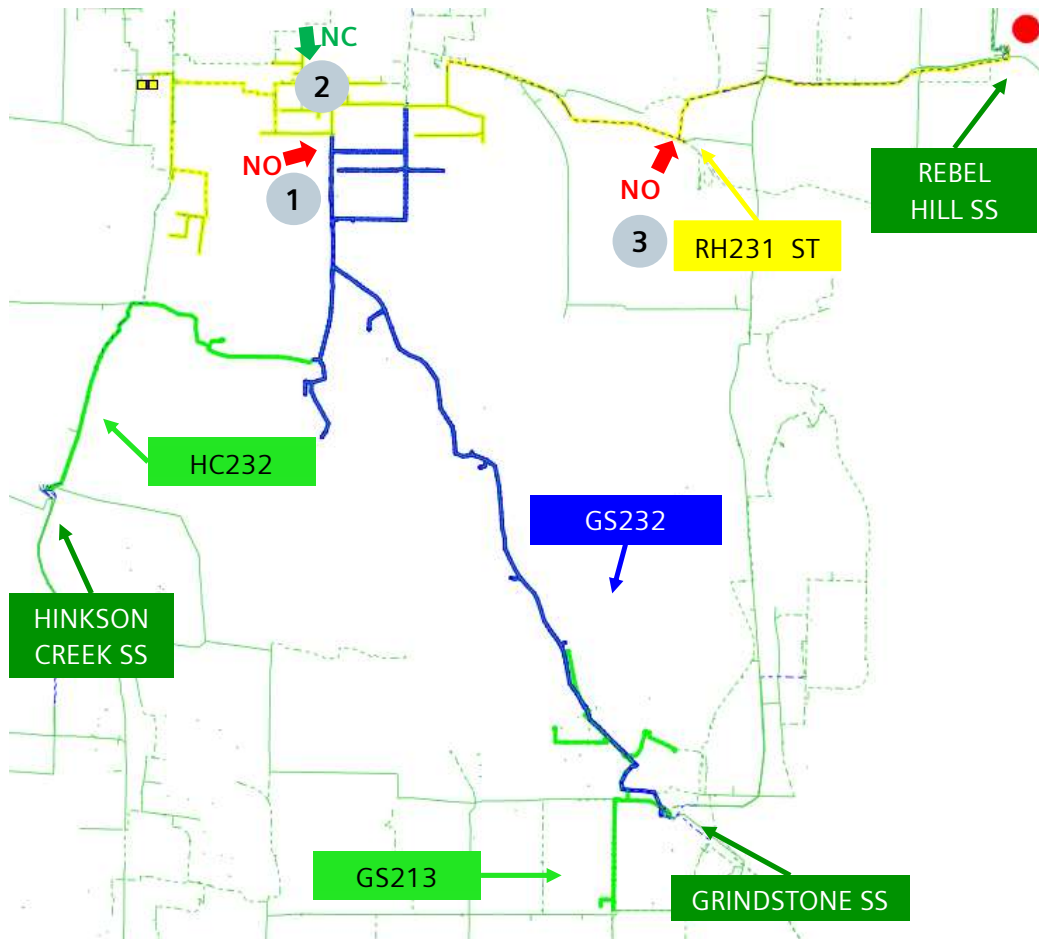 NC
2
NO
1
NO
3
RH231 ST
REBEL
HILL SS
HC232
GS232
HINKSON
CREEK SS
GS213
GRINDSTONE SS